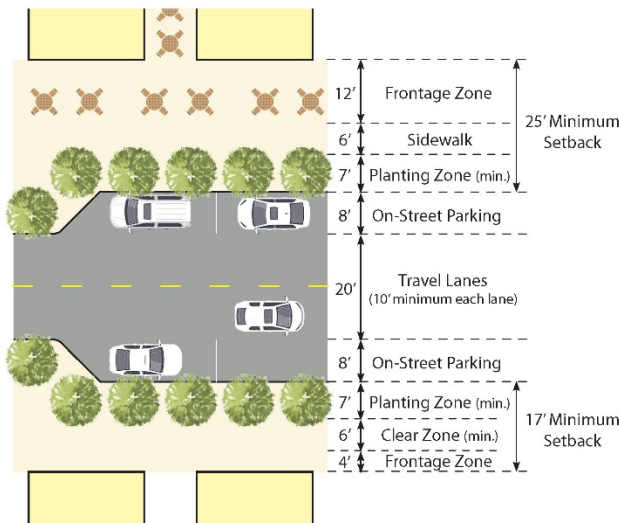 12' Frontage Zone
25' Minimum
Setback
6' Sidewalk
7' Planting Zone (min.)
8' On-Street Parking
20' Travel Lanes
(10' minimum each lane)
8' On-Street Parking
7' Planting Zone (min.)
17' Minimum
Setback
6' Clear Zone (min.)
4' Frontage Zone